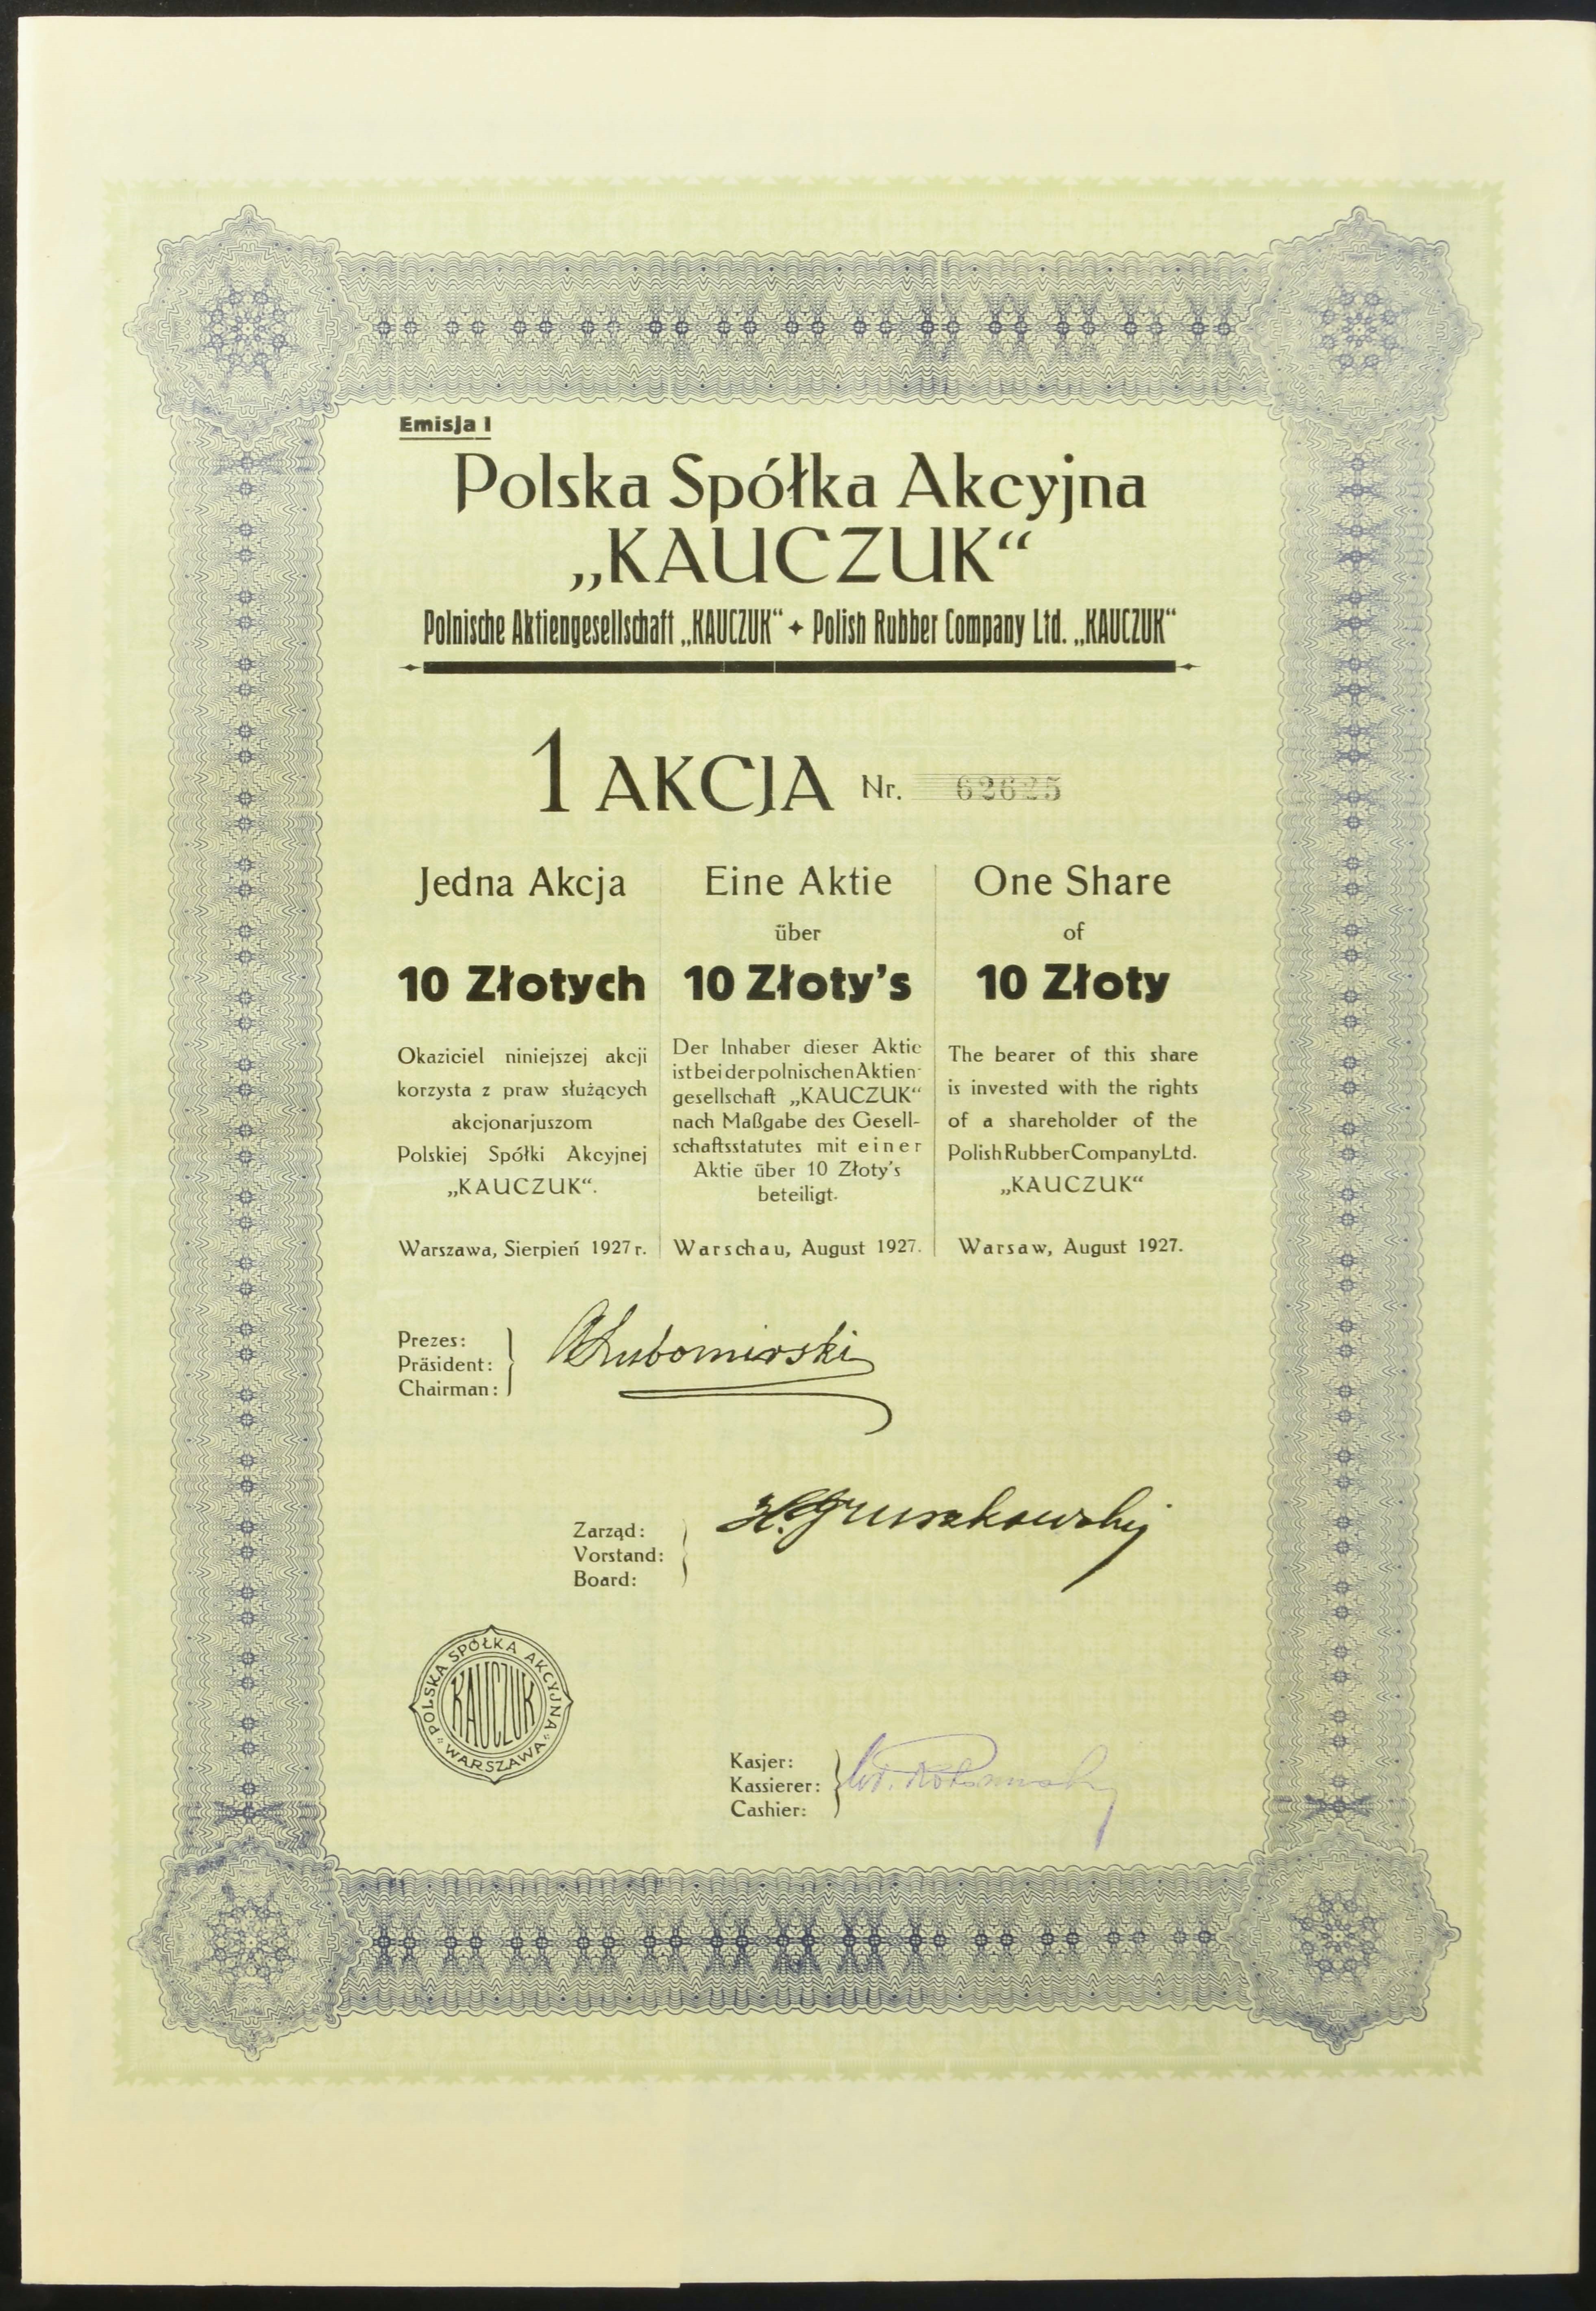 Emisja I
Polska Spółka Akcyjna
„KAUCZUK“
Polnische Aktiengesellschaft „KAUCZUK“ ✦ Polish Rubber Company Ltd. „KAUCZUK“
1 AKCJA Nr. 62625
Jedna Akcja
10 Złotych
Okaziciel niniejszej akcji
korzysta z praw służących
akcjonarjuszom
Polskiej Spółki Akcyjnej
„KAUCZUK“.
Warszawa, Sierpień 1927 r.
Eine Aktie
über
10 Złoty's
Der Inhaber dieser Aktie
ist bei der polnischen Aktien-
gesellschaft „KAUCZUK“
nach Maßgabe des Gesell-
schaftsstatutes mit einer
Aktie über 10 Złoty's
beteiligt.
Warschau, August 1927.
One Share
of
10 Złoty
The bearer of this share
is invested with the rights
of a shareholder of the
Polish Rubber Company Ltd.
„KAUCZUK“
Warsaw, August 1927.
Prezes:
Präsident:
Chairman:
Lubomirski
Zarząd:
Vorstand:
Board:
POLSKA SPÓŁKA AKCYJNA
KAUCZUK
WARSZAWA
Kasjer:
Kassierer:
Cashier: